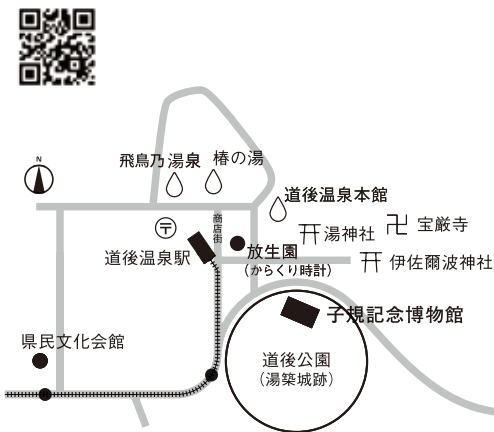 N
飛鳥乃湯泉
椿の湯
道後温泉本館
商店街
湯神社
宝厳寺
〒
放生園
（からくり時計）
道後温泉駅
伊佐爾波神社
子規記念博物館
県民文化会館
道後公園
（湯築城跡）